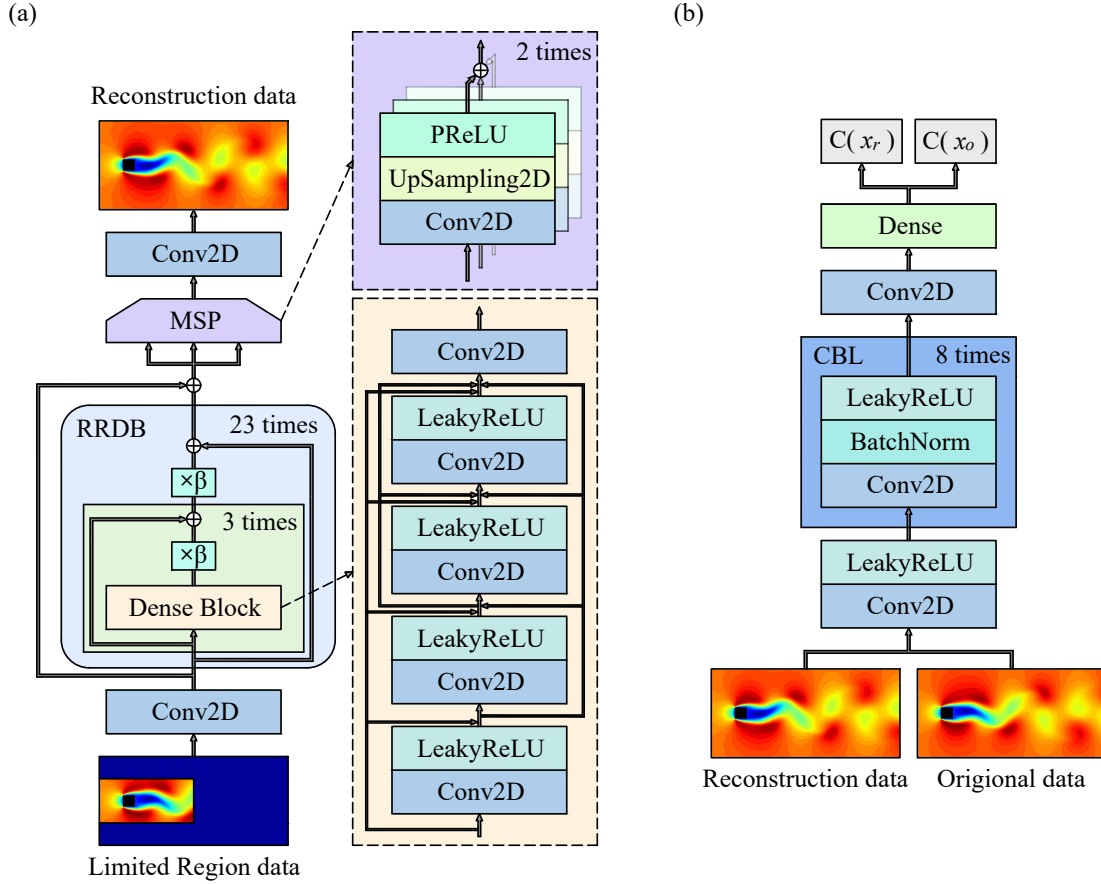 (a)
Reconstruction data
Conv2D
MSP
RRDB
23 times
×β
3 times
×β
Dense Block
Conv2D
Limited Region data
2 times
PReLU
UpSampling2D
Conv2D
Conv2D
LeakyReLU
Conv2D
LeakyReLU
Conv2D
LeakyReLU
Conv2D
LeakyReLU
Conv2D
(b)
C( x_r )
C( x_o )
Dense
Conv2D
CBL
8 times
LeakyReLU
BatchNorm
Conv2D
LeakyReLU
Conv2D
Reconstruction data
Origional data